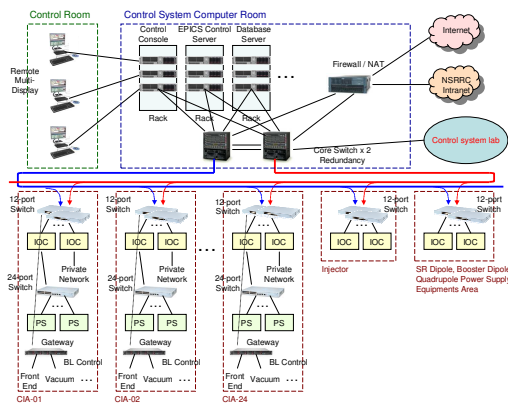 Control Room
Control System Computer Room
Control
Console
EPICS Control
Server
Database
Server
Internet
Remote
Multi-
Display
...
Firewall / NAT
NSRRC
Intranet
Rack
Rack
Rack
Core Switch x 2
Redundancy
Control system lab
12-port
Switch
12-port
Switch
12-port
Switch
12-port
Switch
12-port
Switch
...
...
...
...
...
IOC
IOC
IOC
IOC
IOC
IOC
IOC
IOC
IOC
IOC
...
Private
Network
Private
Network
Private
Network
Injector
SR Dipole, Booster Dipole
Quadrupole Power Supply
Equipments Area
24-port
Switch
24-port
Switch
24-port
Switch
...
...
...
PS
PS
PS
PS
PS
PS
Gateway
Gateway
Gateway
BL Control
BL Control
BL Control
Front
End
Vacuum
...
Front
End
Vacuum
...
Front
End
Vacuum
...
CIA-01
CIA-02
CIA-24